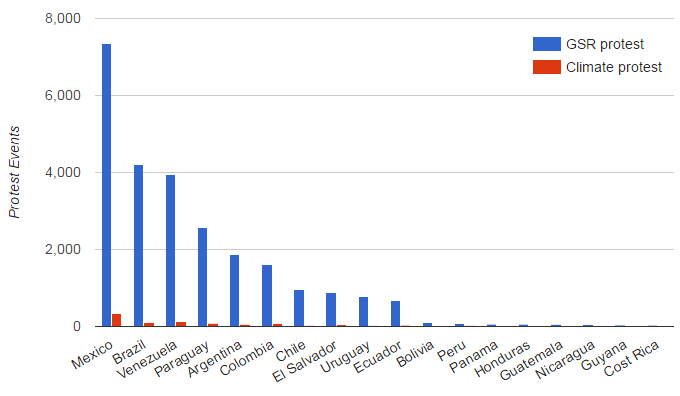 8,000
GSR protest
Climate protest
6,000
4,000
2,000
0
Protest Events
Mexico
Brazil
Venezuela
Paraguay
Argentina
Colombia
Chile
El Salvador
Uruguay
Ecuador
Bolivia
Peru
Panama
Honduras
Guatemala
Nicaragua
Guyana
Costa Rica